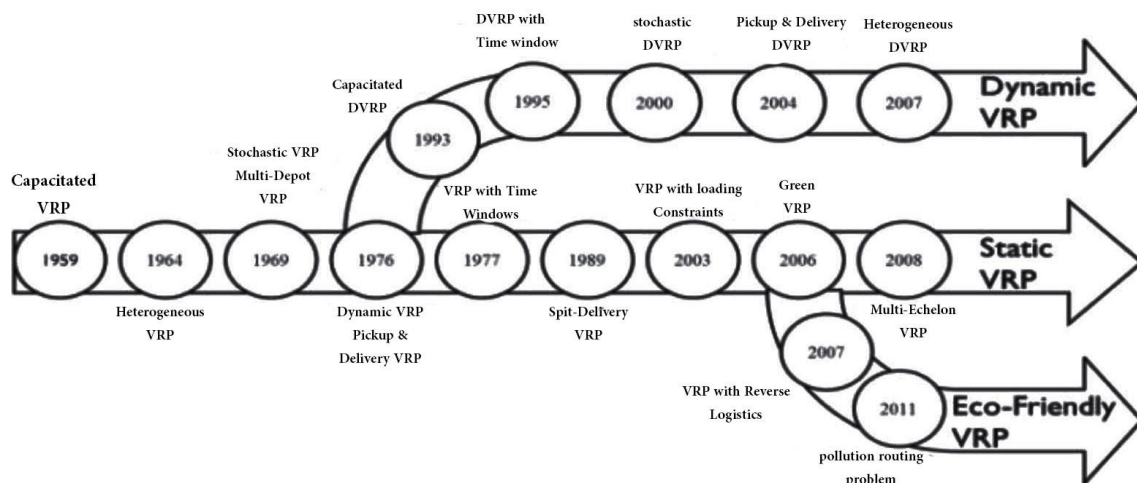 DVRP with
Time window
stochastic
DVRP
Pickup & Delivery
DVRP
Heterogeneous
DVRP
Capacitated
DVRP
1993
1995
2000
2004
2007
Dynamic
VRP
Capacitated
VRP
Stochastic VRP
Multi-Depot
VRP
VRP with Time
Windows
VRP with loading
Constraints
Green
VRP
1959
1964
1969
1976
1977
1989
2003
2006
2008
Static
VRP
Heterogeneous
VRP
Dynamic VRP
Pickup &
Delivery VRP
Spit-Delivery
VRP
Multi-Echelon
VRP
2007
VRP with Reverse
Logistics
2011
Eco-Friendly
VRP
pollution routing
problem